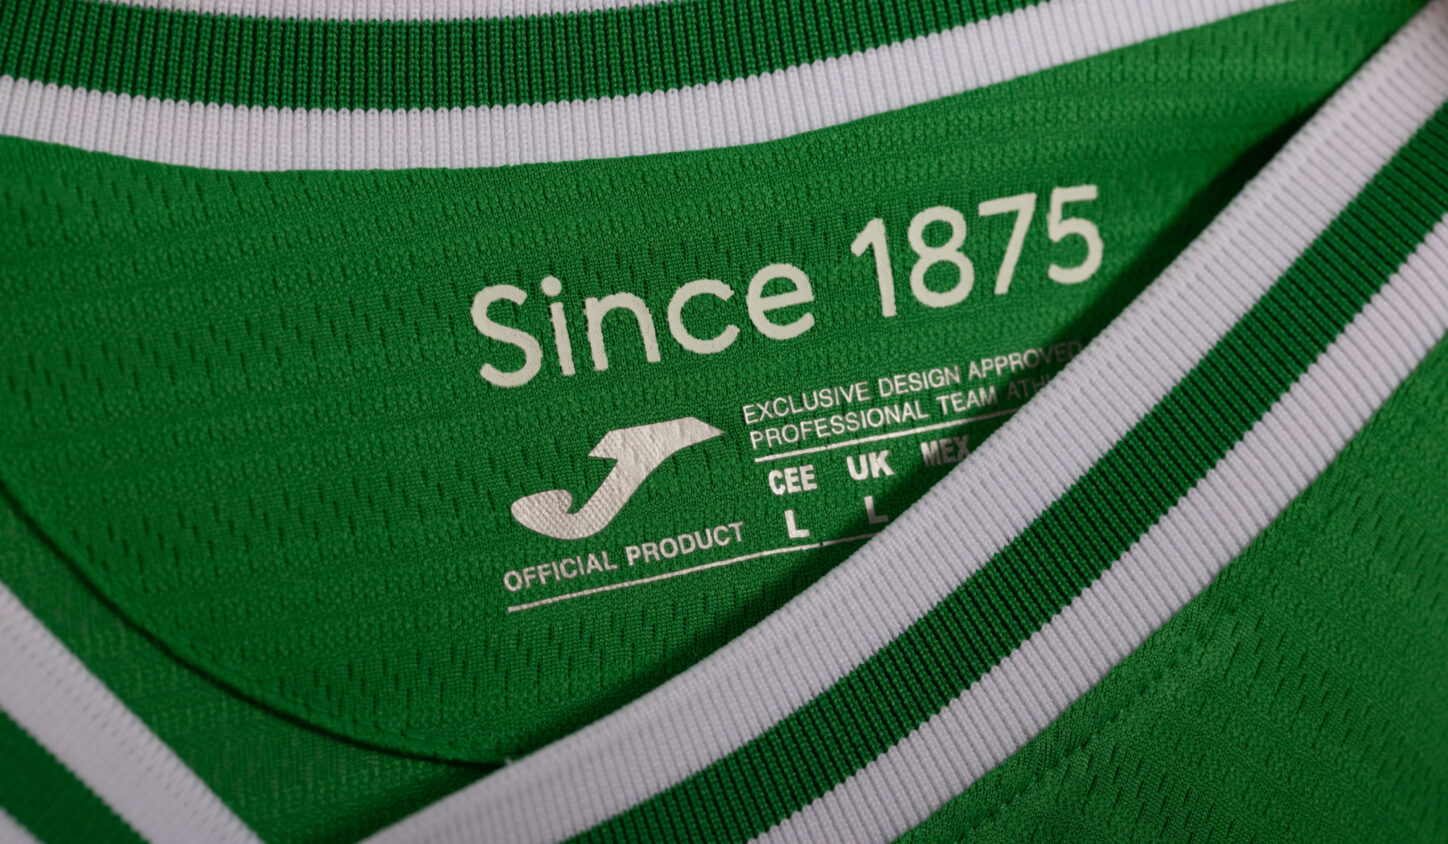 Since 1875
EXCLUSIVE DESIGN APPROVED
PROFESSIONAL TEAM
CEE UK MEX
L L
OFFICIAL PRODUCT